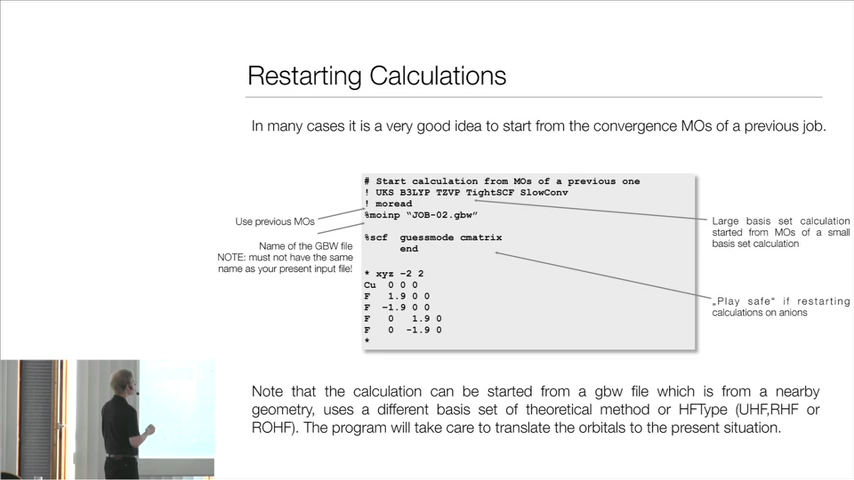 Restarting Calculations
In many cases it is a very good idea to start from the convergence MOs of a previous job.
# Start calculation from MOs of a previous one
! UKS B3LYP TZVP TightSCF SlowConv
! moread
%moinp "JOB-02.gbw"
%scf guessmode cmatrix
end
* xyz -2 2
Cu 0 0 0
F 1.9 0 0
F -1.9 0 0
F 0 1.9 0
F 0 -1.9 0
*
Use previous MOs
Name of the GBW file
NOTE: must not have the same
name as your present input file!
Large basis set calculation
started from MOs of a small
basis set calculation
„Play safe" if restarting
calculations on anions
Note that the calculation can be started from a gbw file which is from a nearby
geometry, uses a different basis set of theoretical method or HFType (UHF,RHF or
ROHF). The program will take care to translate the orbitals to the present situation.